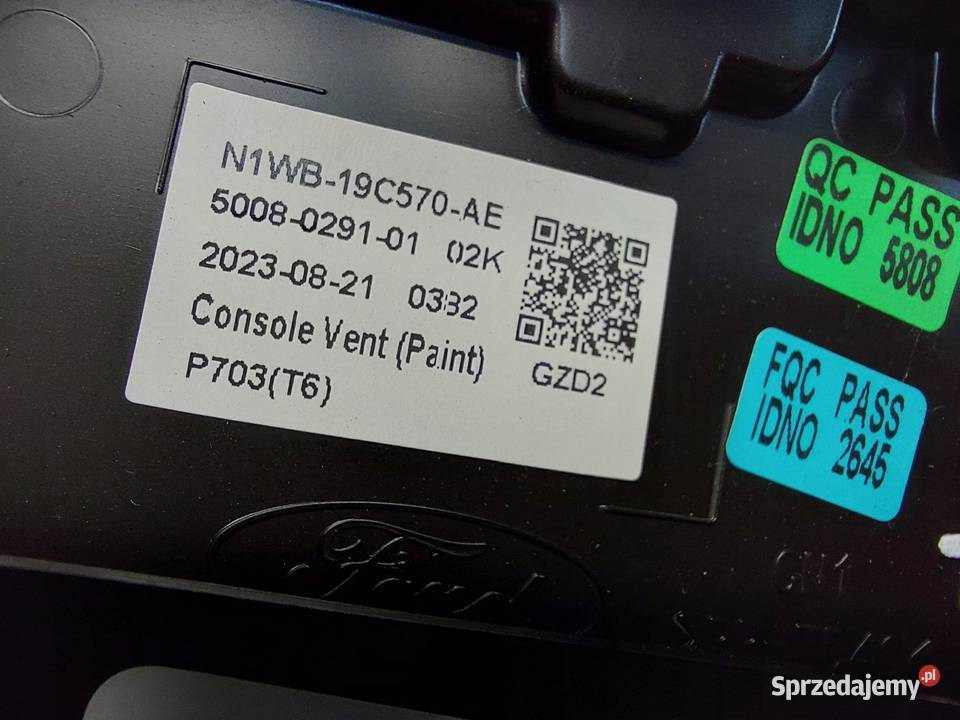 N1WB-19C570-AE
5008-0291-01 02K
2023-08-21 0332
Console Vent (Paint)
P703(T6)
GZD2
QC PASS
IDNO 5808
FQC PASS
IDNO 2645
Ford
Sprzedajemy.pl